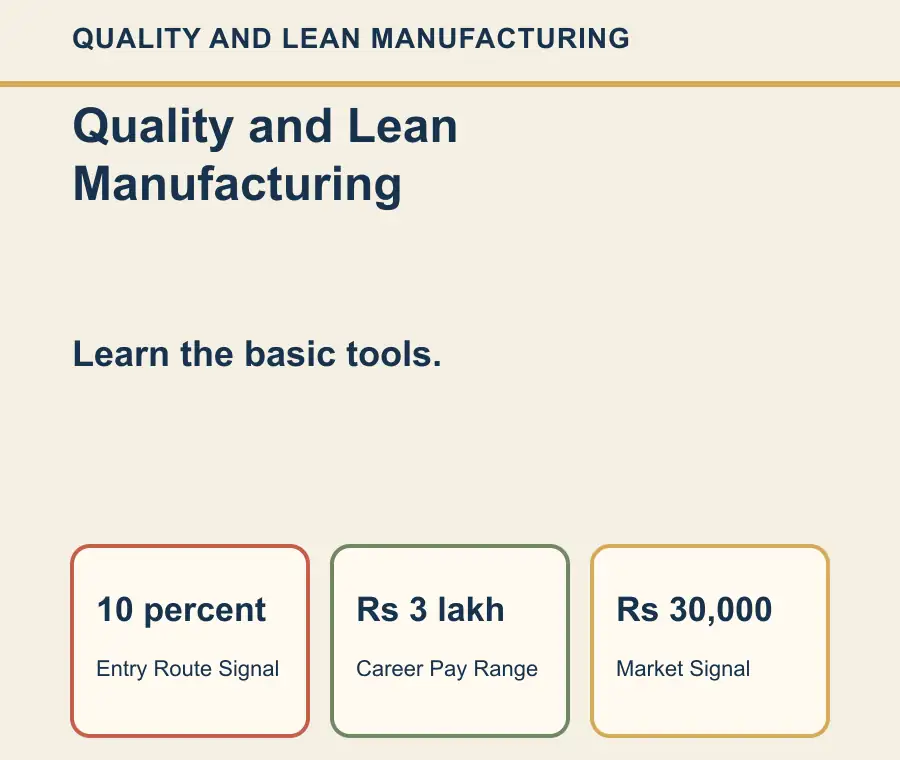 QUALITY AND LEAN MANUFACTURING
Quality and Lean
Manufacturing
Learn the basic tools.
10 percent
Entry Route Signal
Rs 3 lakh
Career Pay Range
Rs 30,000
Market Signal